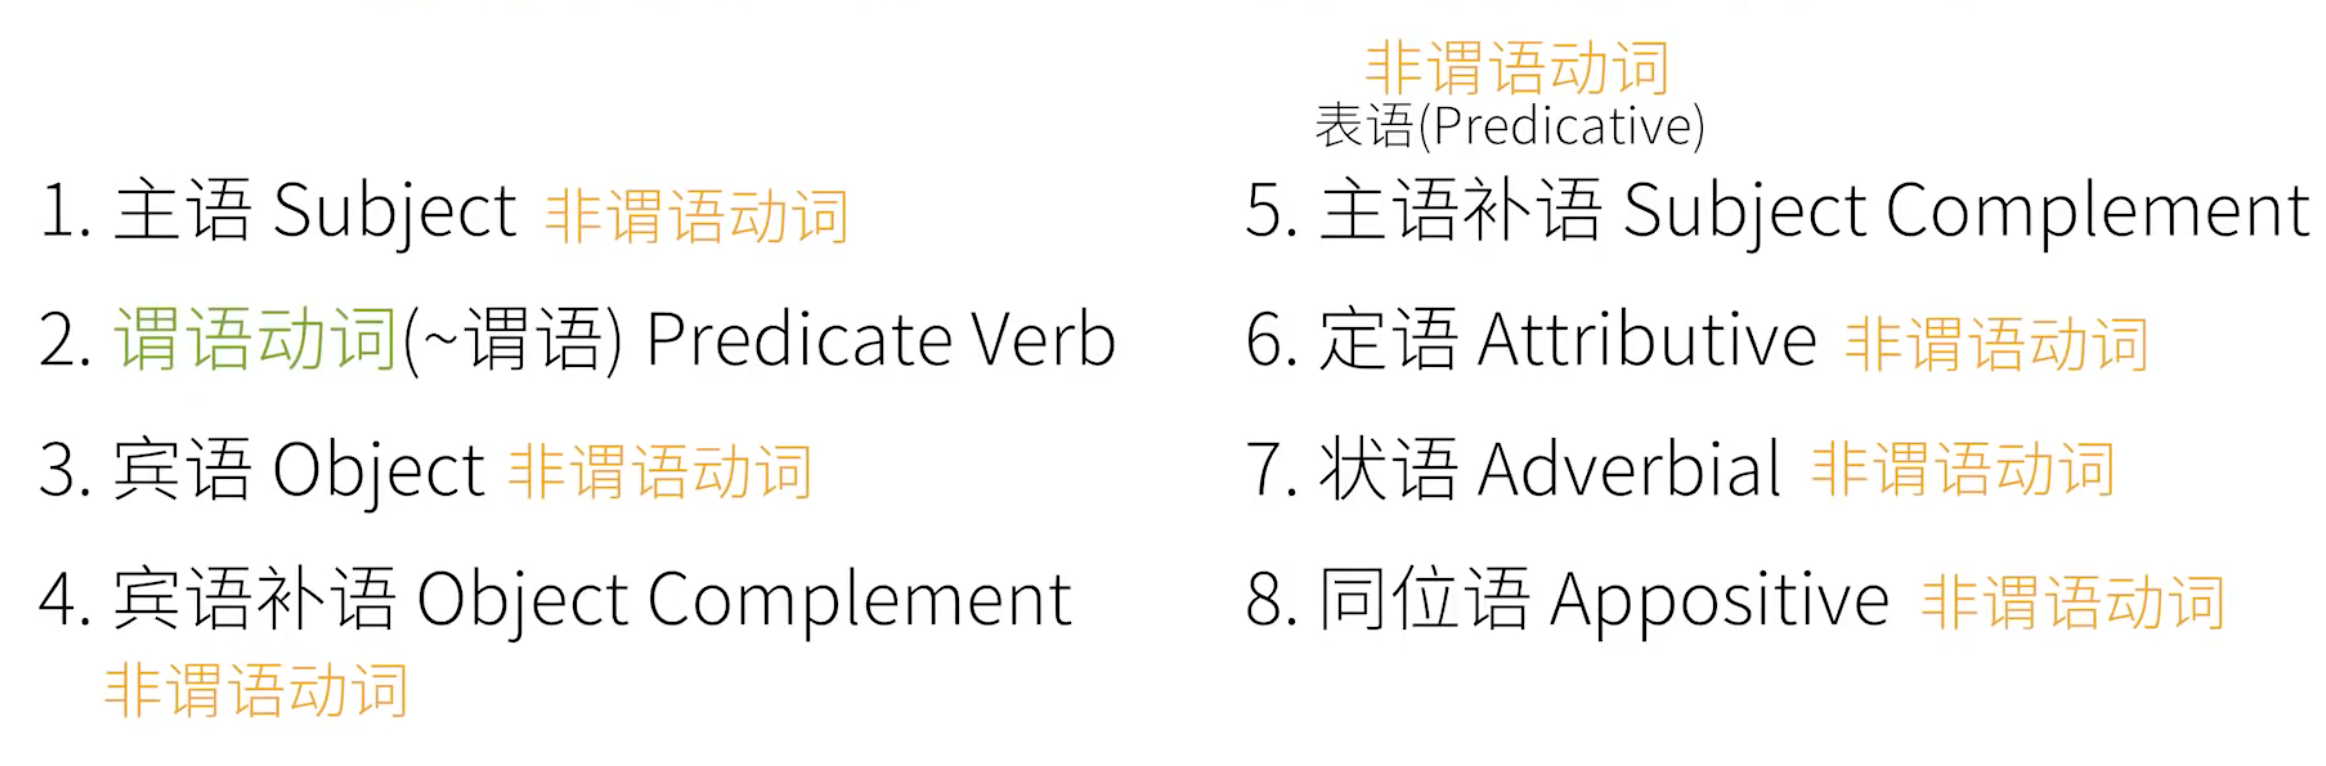 1. 主语 Subject 非谓语动词
2. 谓语动词(~谓语) Predicate Verb
3. 宾语 Object 非谓语动词
4. 宾语补语 Object Complement
非谓语动词
非谓语动词
表语(Predicative)
5. 主语补语 Subject Complement
6. 定语 Attributive 非谓语动词
7. 状语 Adverbial 非谓语动词
8. 同位语 Appositive 非谓语动词